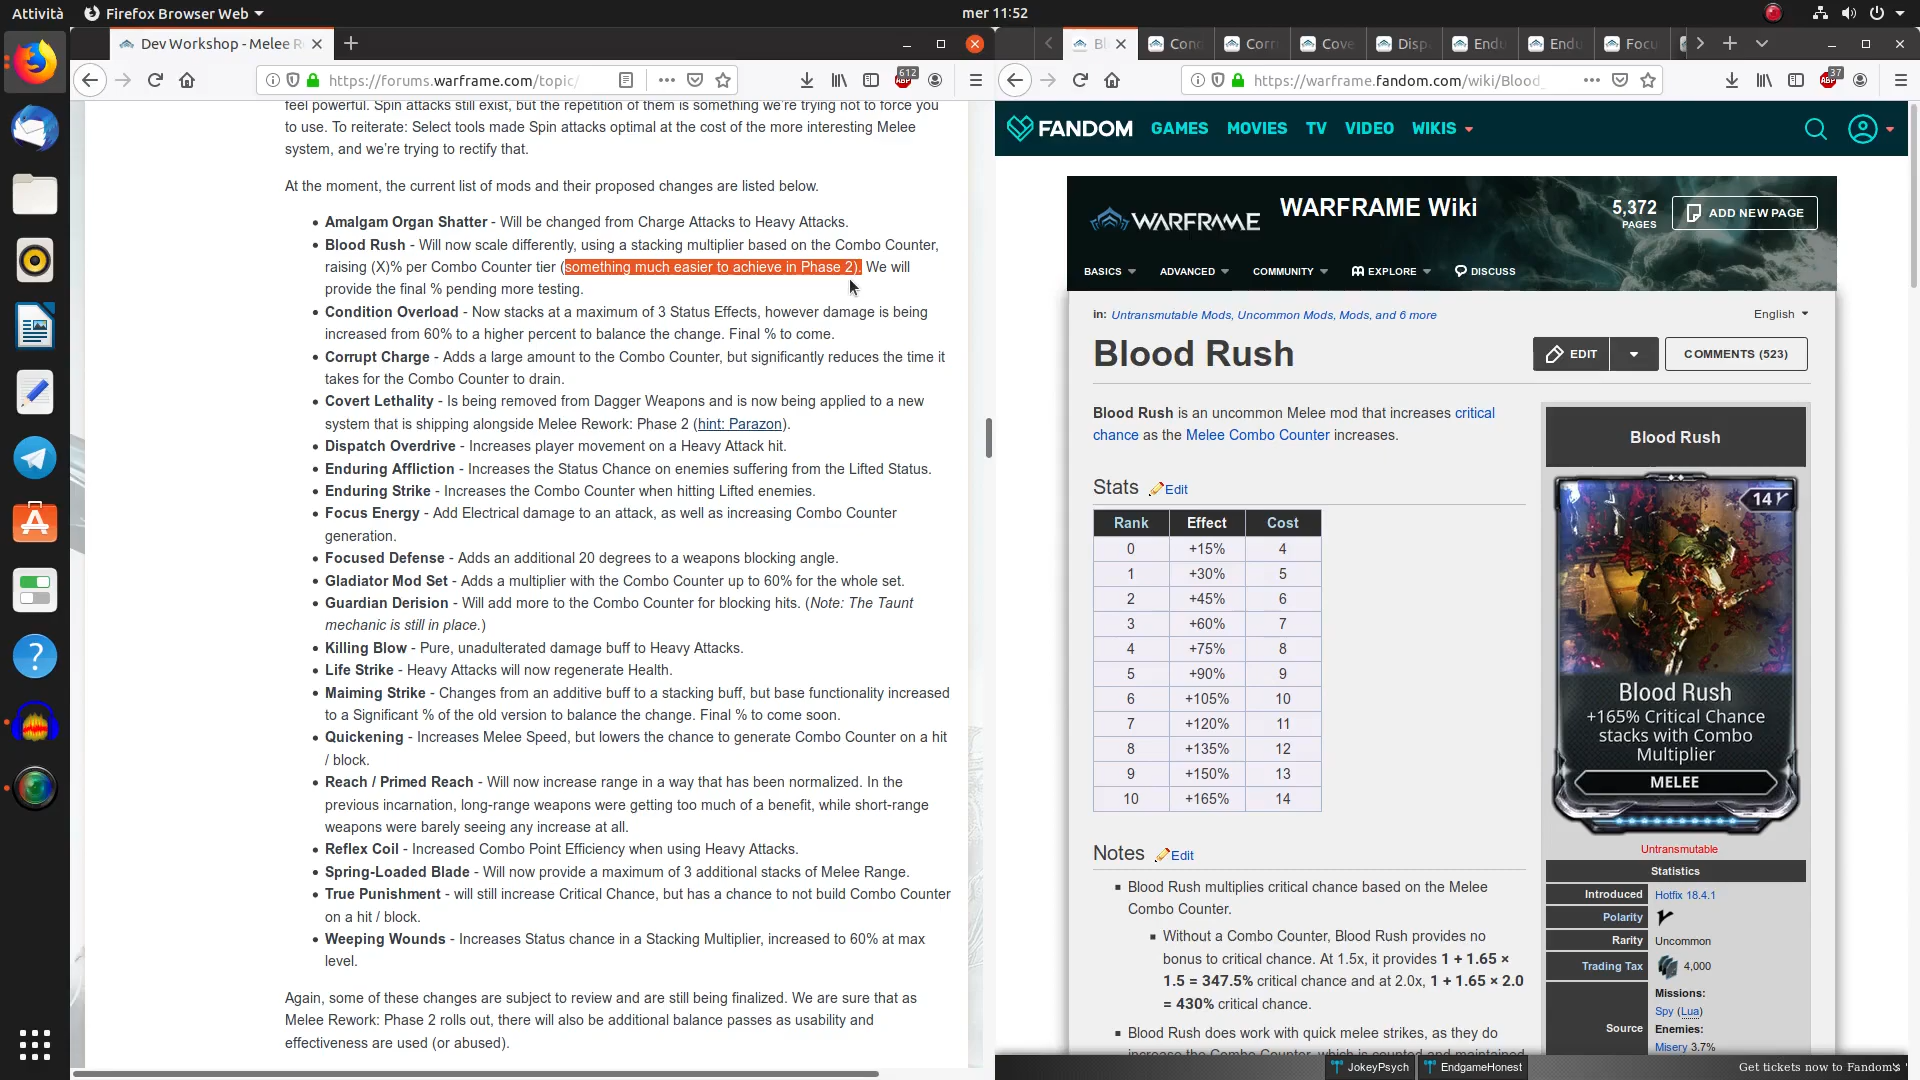 Attività
Firefox Browser Web
mer 11:52
Dev Workshop - Melee R
https://forums.warframe.com/topic/
612
feel powerful. Spin attacks still exist, but the repetition of them is something we're trying not to force you
to use. To reiterate: Select tools made Spin attacks optimal at the cost of the more interesting Melee
system, and we're trying to rectify that.
At the moment, the current list of mods and their proposed changes are listed below.
Amalgam Organ Shatter - Will be changed from Charge Attacks to Heavy Attacks.
Blood Rush - Will now scale differently, using a stacking multiplier based on the Combo Counter,
raising (X)% per Combo Counter tier (something much easier to achieve in Phase 2). We will
provide the final % pending more testing.
Condition Overload - Now stacks at a maximum of 3 Status Effects, however damage is being
increased from 60% to a higher percent to balance the change. Final % to come.
Corrupt Charge - Adds a large amount to the Combo Counter, but significantly reduces the time it
takes for the Combo Counter to drain.
Covert Lethality - Is being removed from Dagger Weapons and is now being applied to a new
system that is shipping alongside Melee Rework: Phase 2 (hint: Parazon).
Dispatch Overdrive - Increases player movement on a Heavy Attack hit.
Enduring Affliction - Increases the Status Chance on enemies suffering from the Lifted Status.
Enduring Strike - Increases the Combo Counter when hitting Lifted enemies.
Focus Energy - Add Electrical damage to an attack, as well as increasing Combo Counter
generation.
Focused Defense - Adds an additional 20 degrees to a weapons blocking angle.
Gladiator Mod Set - Adds a multiplier with the Combo Counter up to 60% for the whole set.
Guardian Derision - Will add more to the Combo Counter for blocking hits. (Note: The Taunt
mechanic is still in place.)
Killing Blow - Pure, unadulterated damage buff to Heavy Attacks.
Life Strike - Heavy Attacks will now regenerate Health.
Maiming Strike - Changes from an additive buff to a stacking buff, but base functionality increased
to a Significant % of the old version to balance the change. Final % to come soon.
Quickening - Increases Melee Speed, but lowers the chance to generate Combo Counter on a hit
/ block.
Reach / Primed Reach - Will now increase range in a way that has been normalized. In the
previous incarnation, long-range weapons were getting too much of a benefit, while short-range
weapons were barely seeing any increase at all.
Reflex Coil - Increased Combo Point Efficiency when using Heavy Attacks.
Spring-Loaded Blade - Will now provide a maximum of 3 additional stacks of Melee Range.
True Punishment - will still increase Critical Chance, but has a chance to not build Combo Counter
on a hit / block.
Weeping Wounds - Increases Status chance in a Stacking Multiplier, increased to 60% at max
level.
Again, some of these changes are subject to review and are still being finalized. We are sure that as
Melee Rework: Phase 2 rolls out, there will also be additional balance passes as usability and
effectiveness are used (or abused).
Bl
Conc
Corr
Cove
Disp
Endu
Endu
Focu
https://warframe.fandom.com/wiki/Blood_
37
FANDOM
GAMES
MOVIES
TV
VIDEO
WIKIS
WARFRAME
WARFRAME Wiki
5,372
PAGES
ADD NEW PAGE
BASICS
ADVANCED
COMMUNITY
EXPLORE
DISCUSS
in: Untransmutable Mods, Uncommon Mods, Mods, and 6 more
English
Blood Rush
EDIT
COMMENTS (523)
Blood Rush is an uncommon Melee mod that increases critical
chance as the Melee Combo Counter increases.
Stats Edit
Rank Effect Cost
0 +15% 4
1 +30% 5
2 +45% 6
3 +60% 7
4 +75% 8
5 +90% 9
6 +105% 10
7 +120% 11
8 +135% 12
9 +150% 13
10 +165% 14
Notes Edit
Blood Rush multiplies critical chance based on the Melee
Combo Counter.
Without a Combo Counter, Blood Rush provides no
bonus to critical chance. At 1.5x, it provides 1 + 1.65 ×
1.5 = 347.5% critical chance and at 2.0x, 1 + 1.65 × 2.0
= 430% critical chance.
Blood Rush does work with quick melee strikes, as they do
increase the Combo Counter, which is counted and maintained
Blood Rush
14
Blood Rush
+165% Critical Chance
stacks with Combo
Multiplier
MELEE
Untransmutable
Statistics
Introduced Hotfix 18.4.1
Polarity
Rarity Uncommon
Trading Tax 4,000
Source
Missions:
Spy (Lua)
Enemies:
Misery 3.7%
JokeyPsych
EndgameHonest
Get tickets now to Fandom's